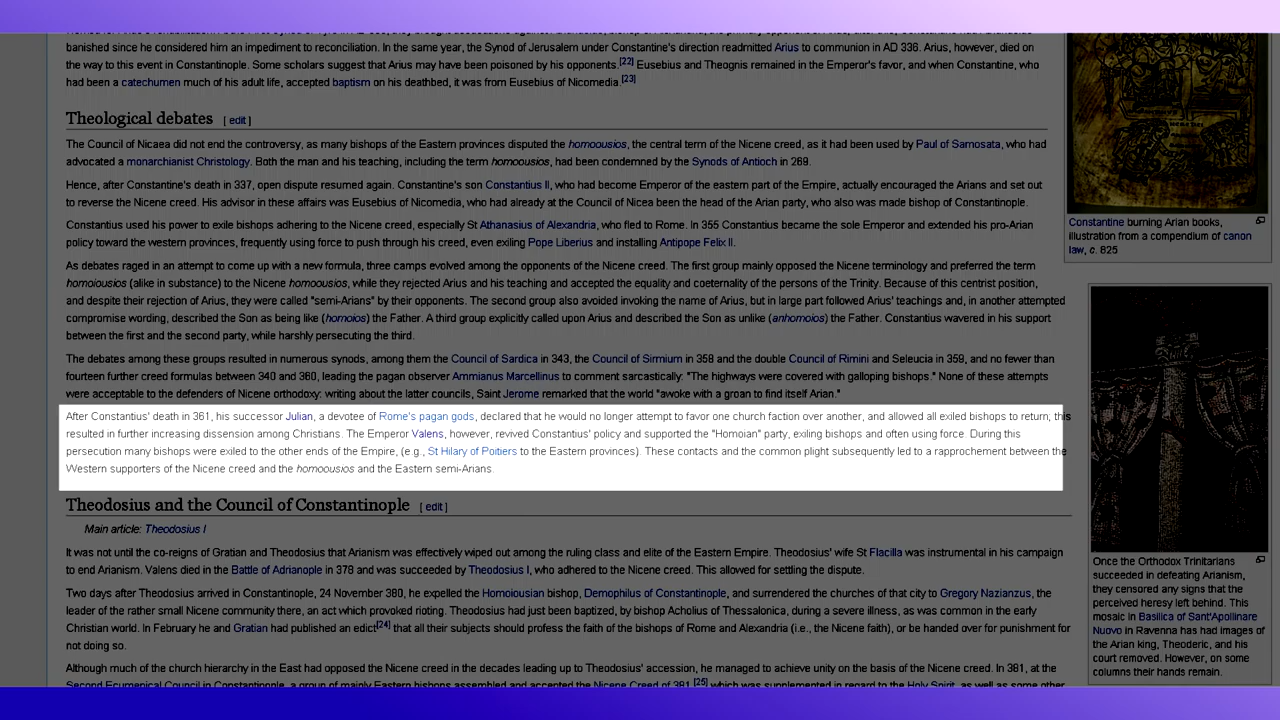 banished since he considered him an impediment to reconciliation. In the same year, the Synod of Jerusalem under Constantine's direction readmitted Arius to communion in AD 336. Arius, however, died on
the way to this event in Constantinople. Some scholars suggest that Arius may have been poisoned by his opponents.[22] Eusebius and Theognis remained in the Emperor's favor, and when Constantine, who
had been a catechumen much of his adult life, accepted baptism on his deathbed, it was from Eusebius of Nicomedia.[23]
Theological debates [ edit ]
The Council of Nicaea did not end the controversy, as many bishops of the Eastern provinces disputed the homoousios, the central term of the Nicene creed, as it had been used by Paul of Samosata, who had
advocated a monarchianist Christology. Both the man and his teaching, including the term homoousios, had been condemned by the Synods of Antioch in 269.
Hence, after Constantine's death in 337, open dispute resumed again. Constantine's son Constantius II, who had become Emperor of the eastern part of the Empire, actually encouraged the Arians and set out
to reverse the Nicene creed. His advisor in these affairs was Eusebius of Nicomedia, who had already at the Council of Nicea been the head of the Arian party, who also was made bishop of Constantinople.
Constantius used his power to exile bishops adhering to the Nicene creed, especially St Athanasius of Alexandria, who fled to Rome. In 355 Constantius became the sole Emperor and extended his pro-Arian
policy toward the western provinces, frequently using force to push through his creed, even exiling Pope Liberius and installing Antipope Felix II.
As debates raged in an attempt to come up with a new formula, three camps evolved among the opponents of the Nicene creed. The first group mainly opposed the Nicene terminology and preferred the term
homoiousios (alike in substance) to the Nicene homoousios, while they rejected Arius and his teaching and accepted the equality and coeternality of the persons of the Trinity. Because of this centrist position,
and despite their rejection of Arius, they were called "semi-Arians" by their opponents. The second group also avoided invoking the name of Arius, but in large part followed Arius' teachings and, in another attempted
compromise wording, described the Son as being like (homoios) the Father. A third group explicitly called upon Arius and described the Son as unlike (anhomoios) the Father. Constantius wavered in his support
between the first and the second party, while harshly persecuting the third.
The debates among these groups resulted in numerous synods, among them the Council of Sardica in 343, the Council of Sirmium in 358 and the double Council of Rimini and Seleucia in 359, and no fewer than
fourteen further creed formulas between 340 and 360, leading the pagan observer Ammianus Marcellinus to comment sarcastically: "The highways were covered with galloping bishops." None of these attempts
were acceptable to the defenders of Nicene orthodoxy: writing about the latter councils, Saint Jerome remarked that the world "awoke with a groan to find itself Arian."
After Constantius' death in 361, his successor Julian, a devotee of Rome's pagan gods, declared that he would no longer attempt to favor one church faction over another, and allowed all exiled bishops to return; this
resulted in further increasing dissension among Christians. The Emperor Valens, however, revived Constantius' policy and supported the "Homoian" party, exiling bishops and often using force. During this
persecution many bishops were exiled to the other ends of the Empire, (e g., St Hilary of Poitiers to the Eastern provinces). These contacts and the common plight subsequently led to a rapprochement between the
Western supporters of the Nicene creed and the homoousios and the Eastern semi-Arians.
Theodosius and the Council of Constantinople [ edit ]
Main article: Theodosius I
It was not until the co-reigns of Gratian and Theodosius that Arianism was effectively wiped out among the ruling class and elite of the Eastern Empire. Theodosius' wife St Flacilla was instrumental in his campaign
to end Arianism. Valens died in the Battle of Adrianople in 378 and was succeeded by Theodosius I, who adhered to the Nicene creed. This allowed for settling the dispute.
Two days after Theodosius arrived in Constantinople, 24 November 380, he expelled the Homoiousian bishop, Demophilus of Constantinople, and surrendered the churches of that city to Gregory Nazianzus, the
leader of the rather small Nicene community there, an act which provoked rioting. Theodosius had just been baptized, by bishop Acholius of Thessalonica, during a severe illness, as was common in the early
Christian world. In February he and Gratian had published an edict[24] that all their subjects should profess the faith of the bishops of Rome and Alexandria (i.e., the Nicene faith), or be handed over for punishment for
not doing so.
Although much of the church hierarchy in the East had opposed the Nicene creed in the decades leading up to Theodosius' accession, he managed to achieve unity on the basis of the Nicene creed. In 381, at the
Second Ecumenical Council in Constantinople, a group of mainly Eastern bishops assembled and accepted the Nicene Creed of 381,[25] which was supplemented in regard to the Holy Spirit, as well as some other
Constantine burning Arian books,
illustration from a compendium of canon
law, c. 825
Once the Orthodox Trinitarians
succeeded in defeating Arianism,
they censored any signs that the
perceived heresy left behind. This
mosaic in Basilica of Sant'Apollinare
Nuovo in Ravenna has had images of
the Arian king, Theoderic, and his
court removed. However, on some
columns their hands remain.